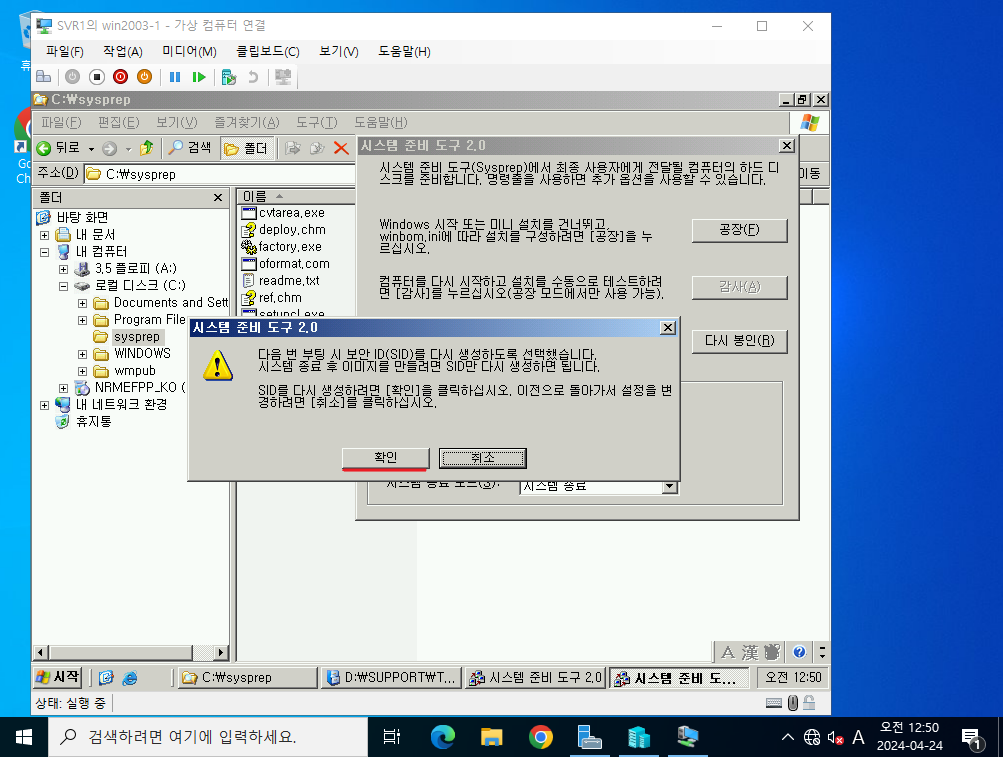 SVR1의 win2003-1 - 가상 컴퓨터 연결
파일(F) 작업(A) 미디어(M) 클립보드(C) 보기(V) 도움말(H)
C:₩sysprep
파일(F) 편집(E) 보기(V) 즐겨찾기(A) 도구(T) 도움말(H)
뒤로 검색 폴더
주소(D) C:₩sysprep 이동
폴더
바탕 화면
내 문서
내 컴퓨터
3,5 플로피 (A:)
로컬 디스크 (C:)
Documents and Sett
Program File
sysprep
WINDOWS
wmpub
NRMEFPP_KO (
내 네트워크 환경
휴지통
이름
cvtarea.exe
deploy.chm
factory.exe
oformat.com
readme.txt
ref.chm
setupcl.exe
시스템 준비 도구 2,0
시스템 준비 도구(Sysprep)에서 최종 사용자에게 전달될 컴퓨터의 하드 디
스크를 준비합니다. 명령줄을 사용하면 추가 옵션을 사용할 수 있습니다.
Windows 시작 또는 미니 설치를 건너뛰고,
winbom.ini에 따라 설치를 구성하려면 [공장]을 누
르십시오.
공장(F)
컴퓨터를 다시 시작하고 설치를 수동으로 테스트하려
면 [감사]를 누르십시오(공장 모드에서만 사용 가능).
감사(A)
다시 봉인(R)
시스템 준비 도구 2,0
다음 번 부팅 시 보안 ID(SID)를 다시 생성하도록 선택했습니다.
시스템 종료 후 이미지를 만들려면 SID만 다시 생성하면 됩니다.
SID를 다시 생성하려면 [확인]을 클릭하십시오. 이전으로 돌아가서 설정을 변
경하려면 [취소]를 클릭하십시오.
확인 취소
시스템 종료 모드(S): 시스템 종료
A 漢
시작 C:₩sysprep D:₩SUPPORT₩T... 시스템 준비 도구 2,0 시스템 준비 도... 오전 12:50
상태: 실행 중
휴
Go
Ch
검색하려면 여기에 입력하세요.
A
오전 12:50
2024-04-24
1